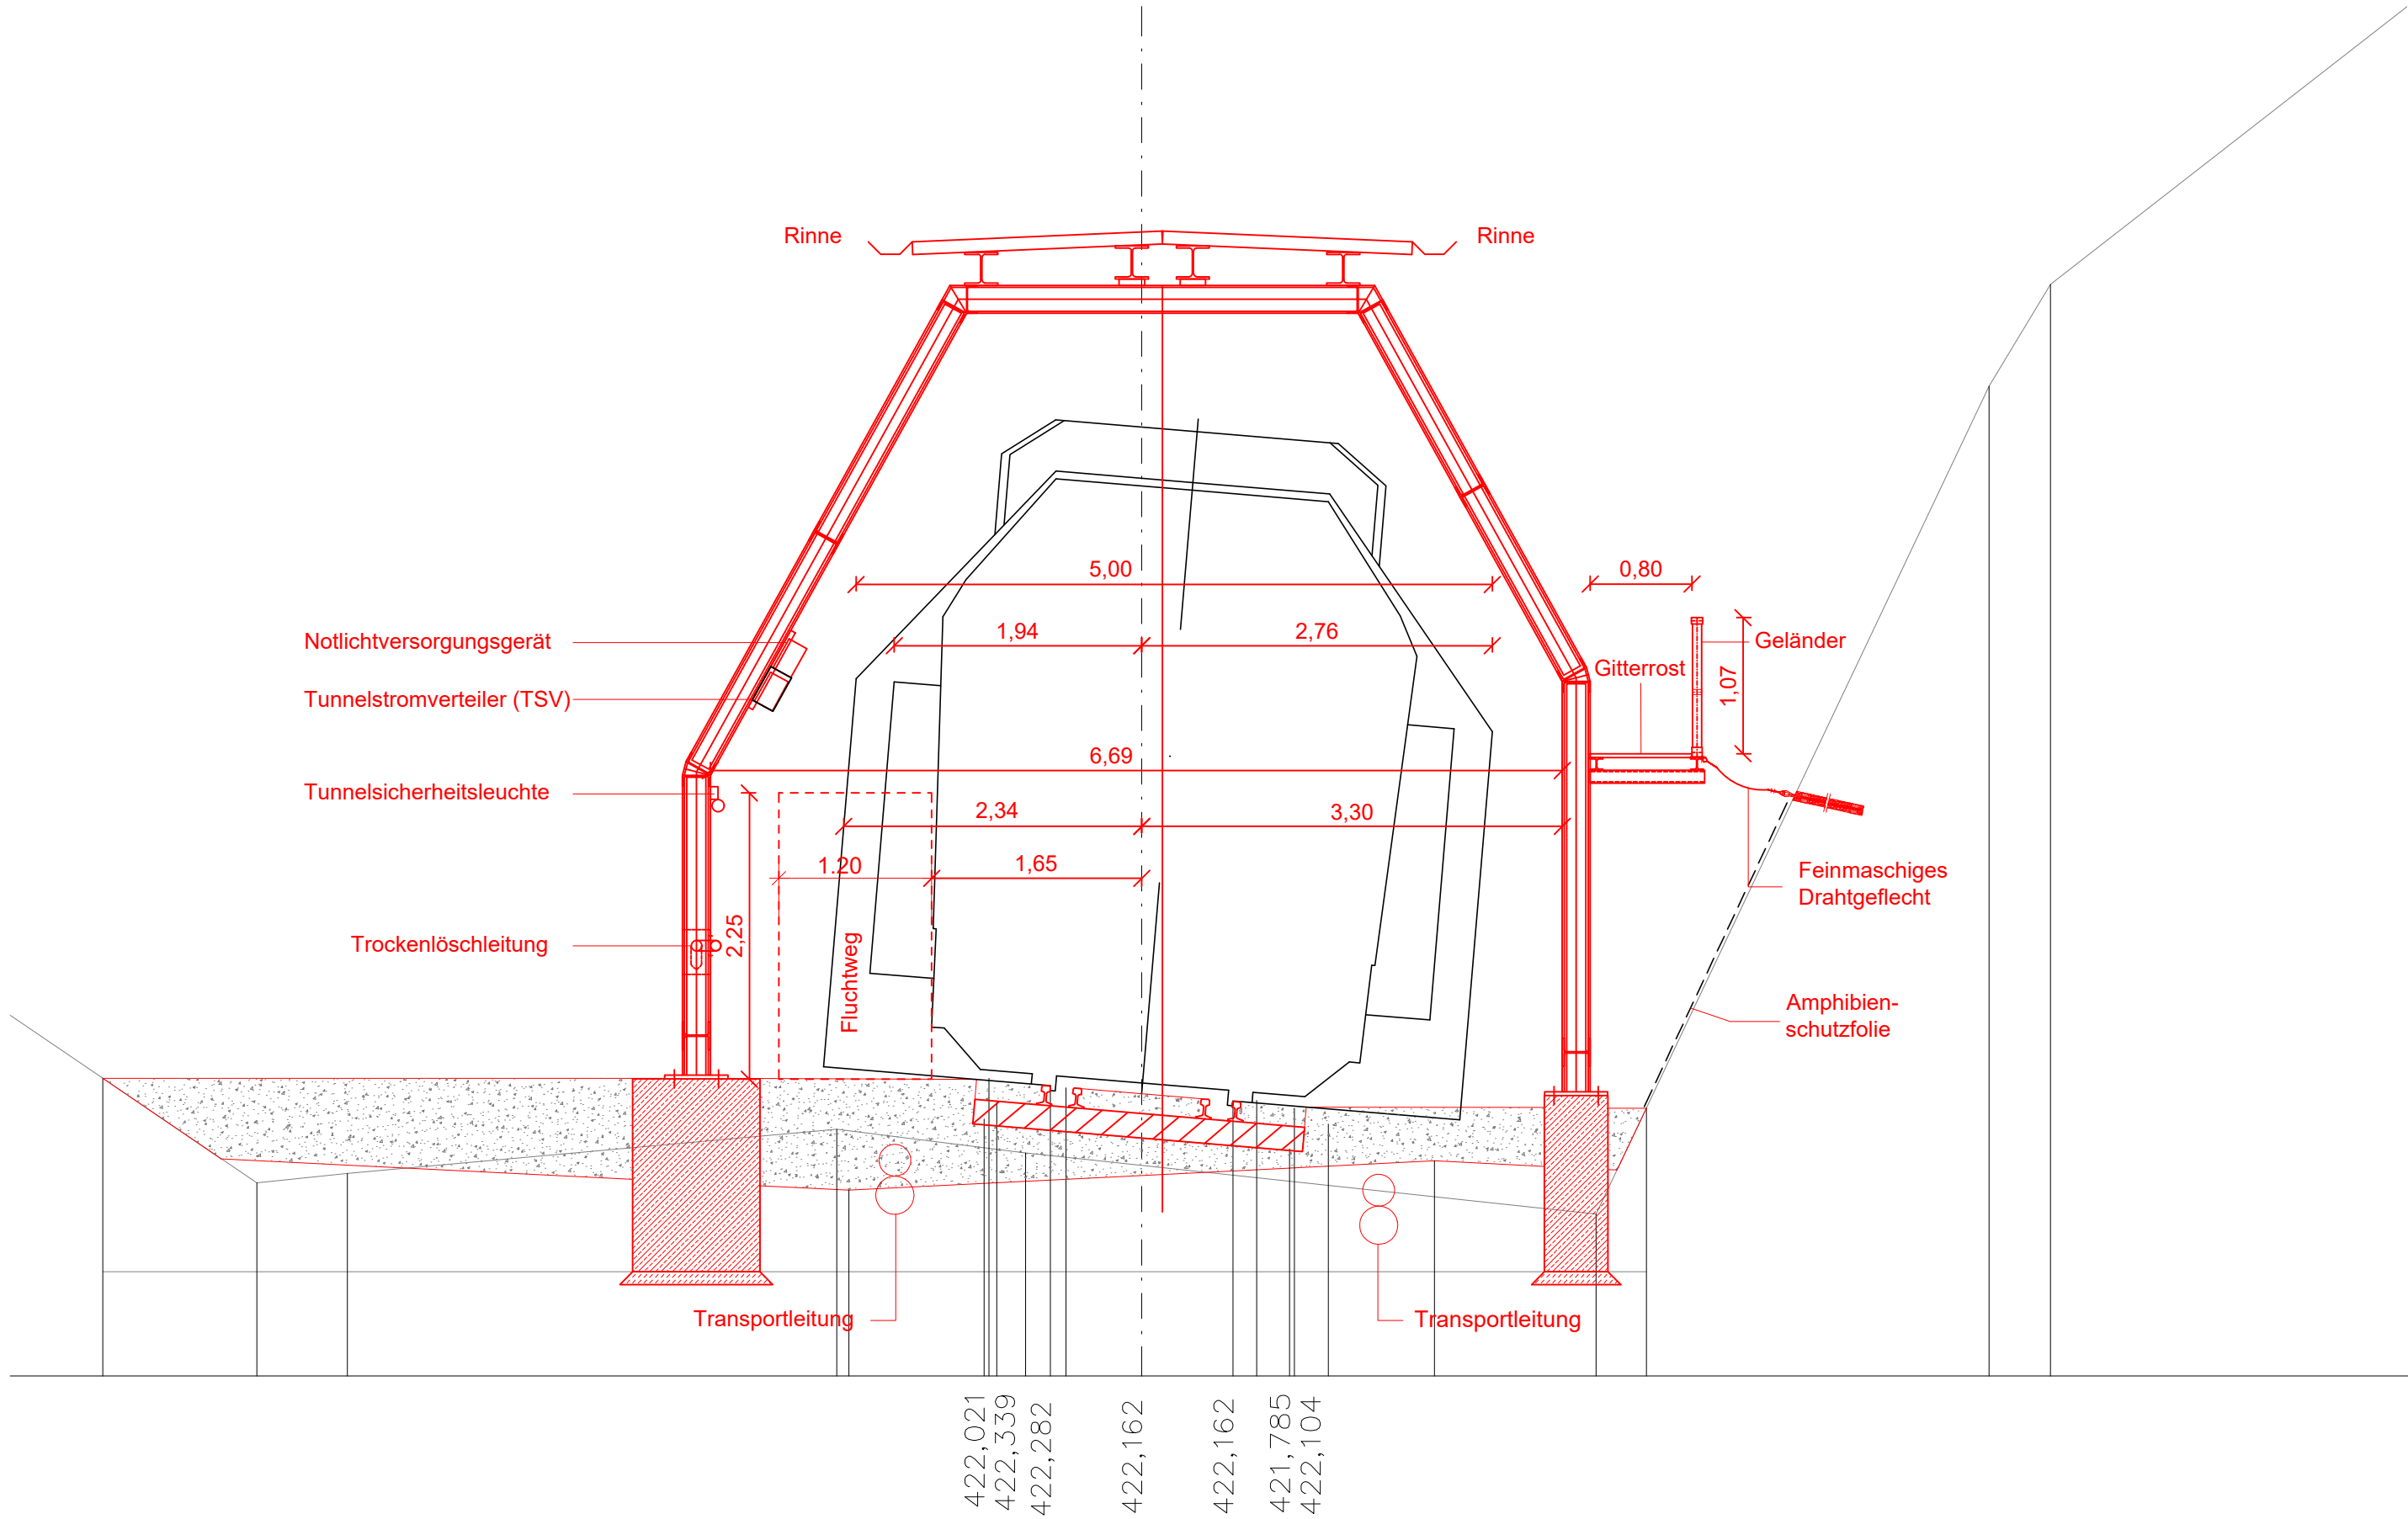 Rinne
Rinne
5,00
0,80
1,94
2,76
Notlichtversorgungsgerät
Geländer
Gitterrost
1,07
Tunnelstromverteiler (TSV)
6,69
Tunnelsicherheitsleuchte
2,34
3,30
1.20
1,65
Feinmaschiges
Drahtgeflecht
2,25
Trockenlöschleitung
Fluchtweg
Amphibien-
schutzfolie
Transportleitung
Transportleitung
422,021
422,339
422,282
422,162
422,162
421,785
422,104